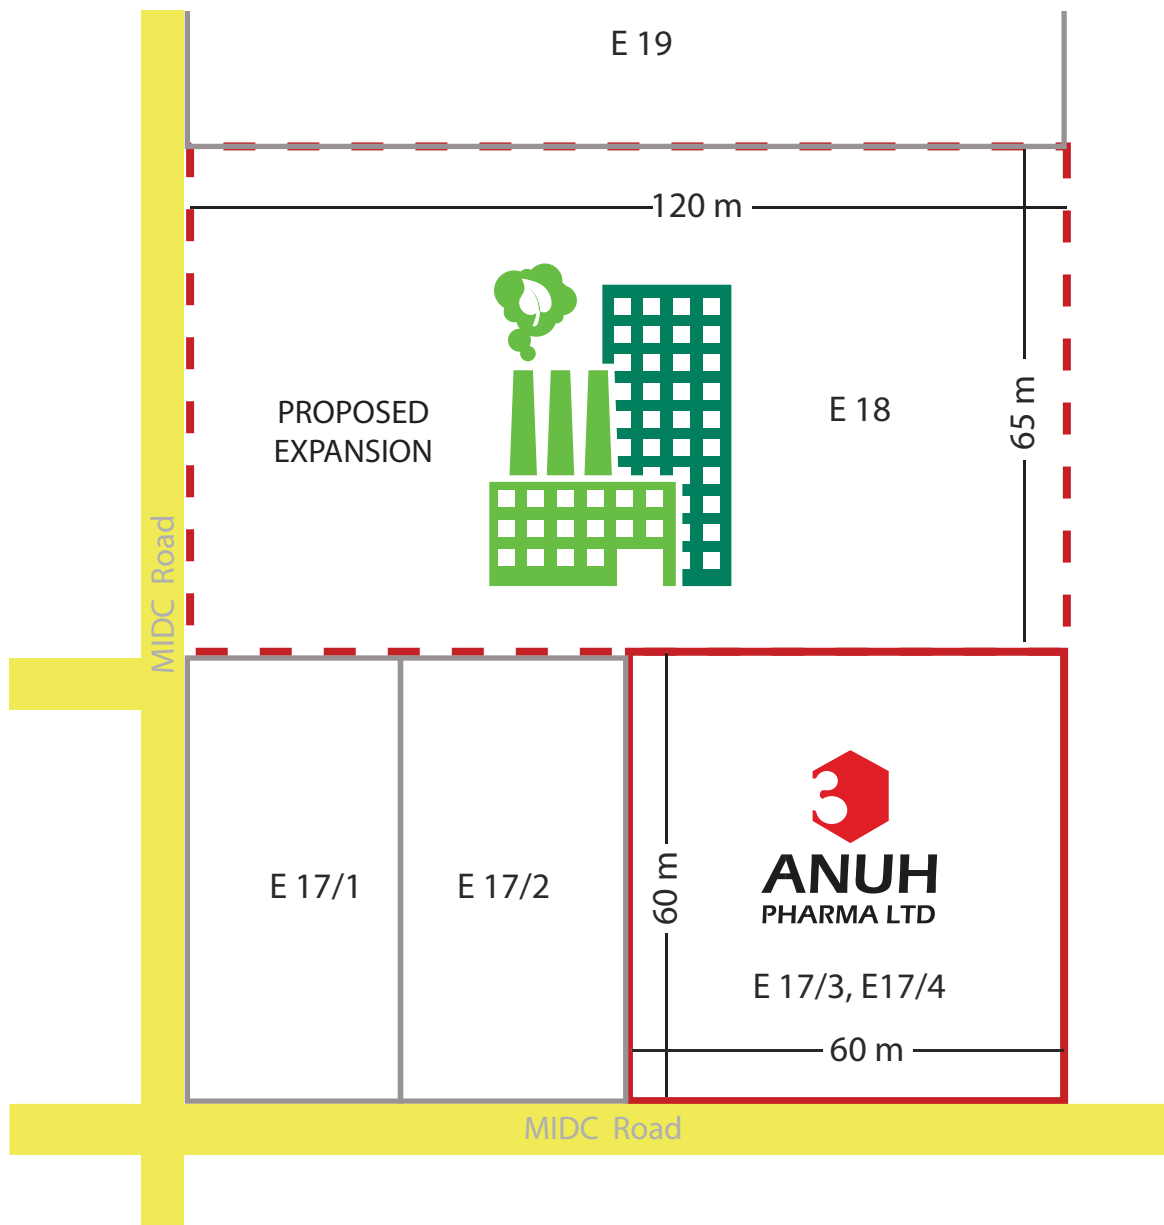 E 19
120 m
PROPOSED
EXPANSION
E 18
65 m
MIDC Road
E 17/1
E 17/2
60 m
3
ANUH
PHARMA LTD
E 17/3, E17/4
60 m
MIDC Road